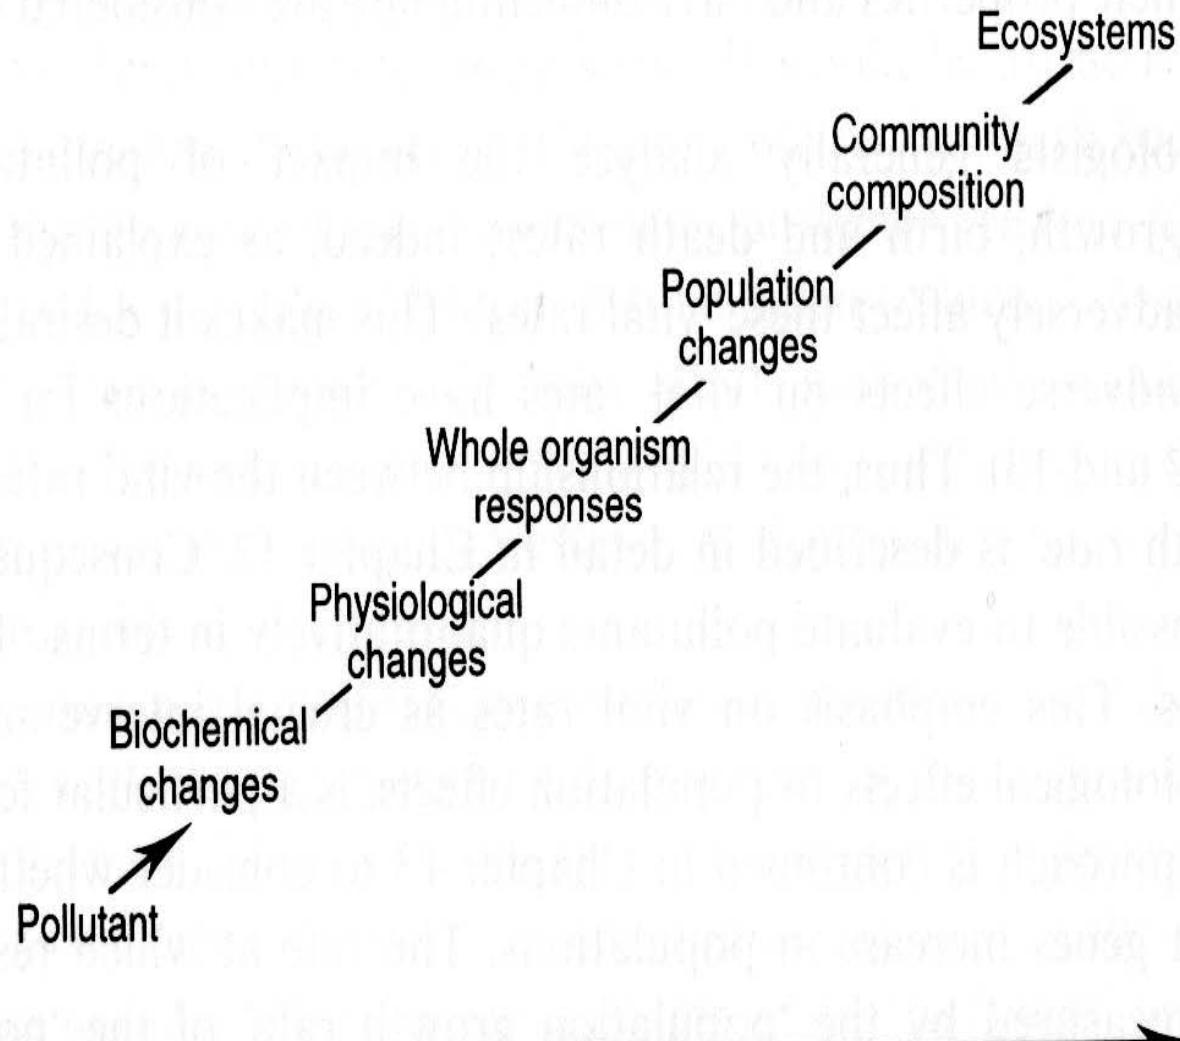 Ecosystems
Community
composition
Population
changes
Whole organism
responses
Physiological
changes
Biochemical
changes
Pollutant